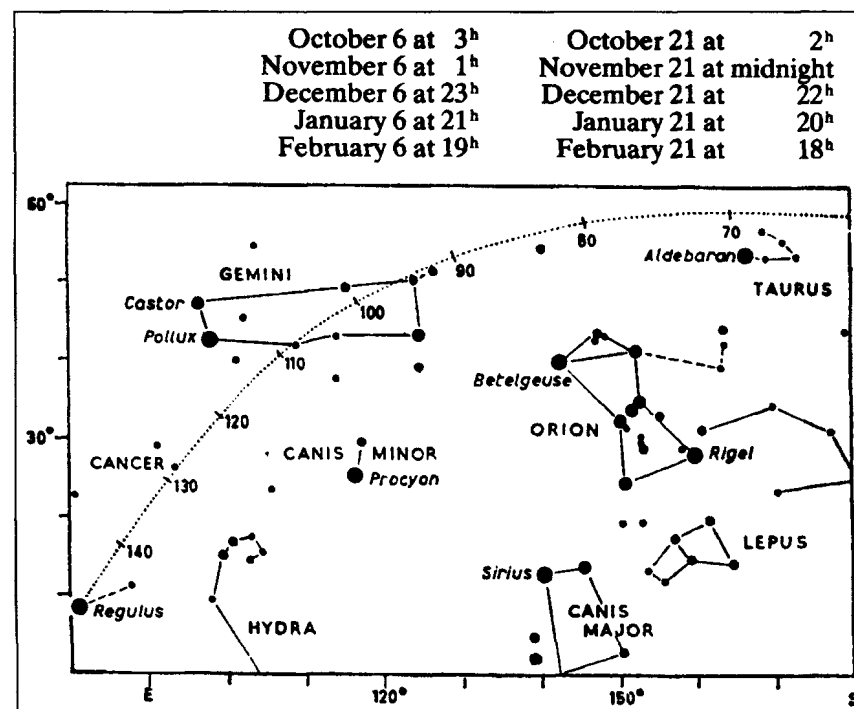 October 6 at 3ʰ October 21 at 2ʰ
November 6 at 1ʰ November 21 at midnight
December 6 at 23ʰ December 21 at 22ʰ
January 6 at 21ʰ January 21 at 20ʰ
February 6 at 19ʰ February 21 at 18ʰ
60°
70
80
90
Aldebaran
GEMINI
TAURUS
Castor
100
Pollux
110
Betelgeuse
120
30°
ORION
CANIS MINOR
CANCER
Rigel
130
Procyon
140
LEPUS
Sirius
Regulus
CANIS
MAJOR
HYDRA
E 120° 150° S